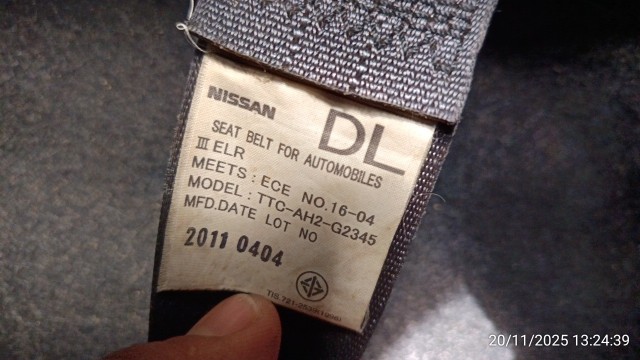 NISSAN
DL
SEAT BELT FOR AUTOMOBILES
III ELR
MEETS : ECE NO.16-04
MODEL : TTC-AH2-G2345
MFD.DATE LOT NO
2011 0404
20/11/2025 13:24:39